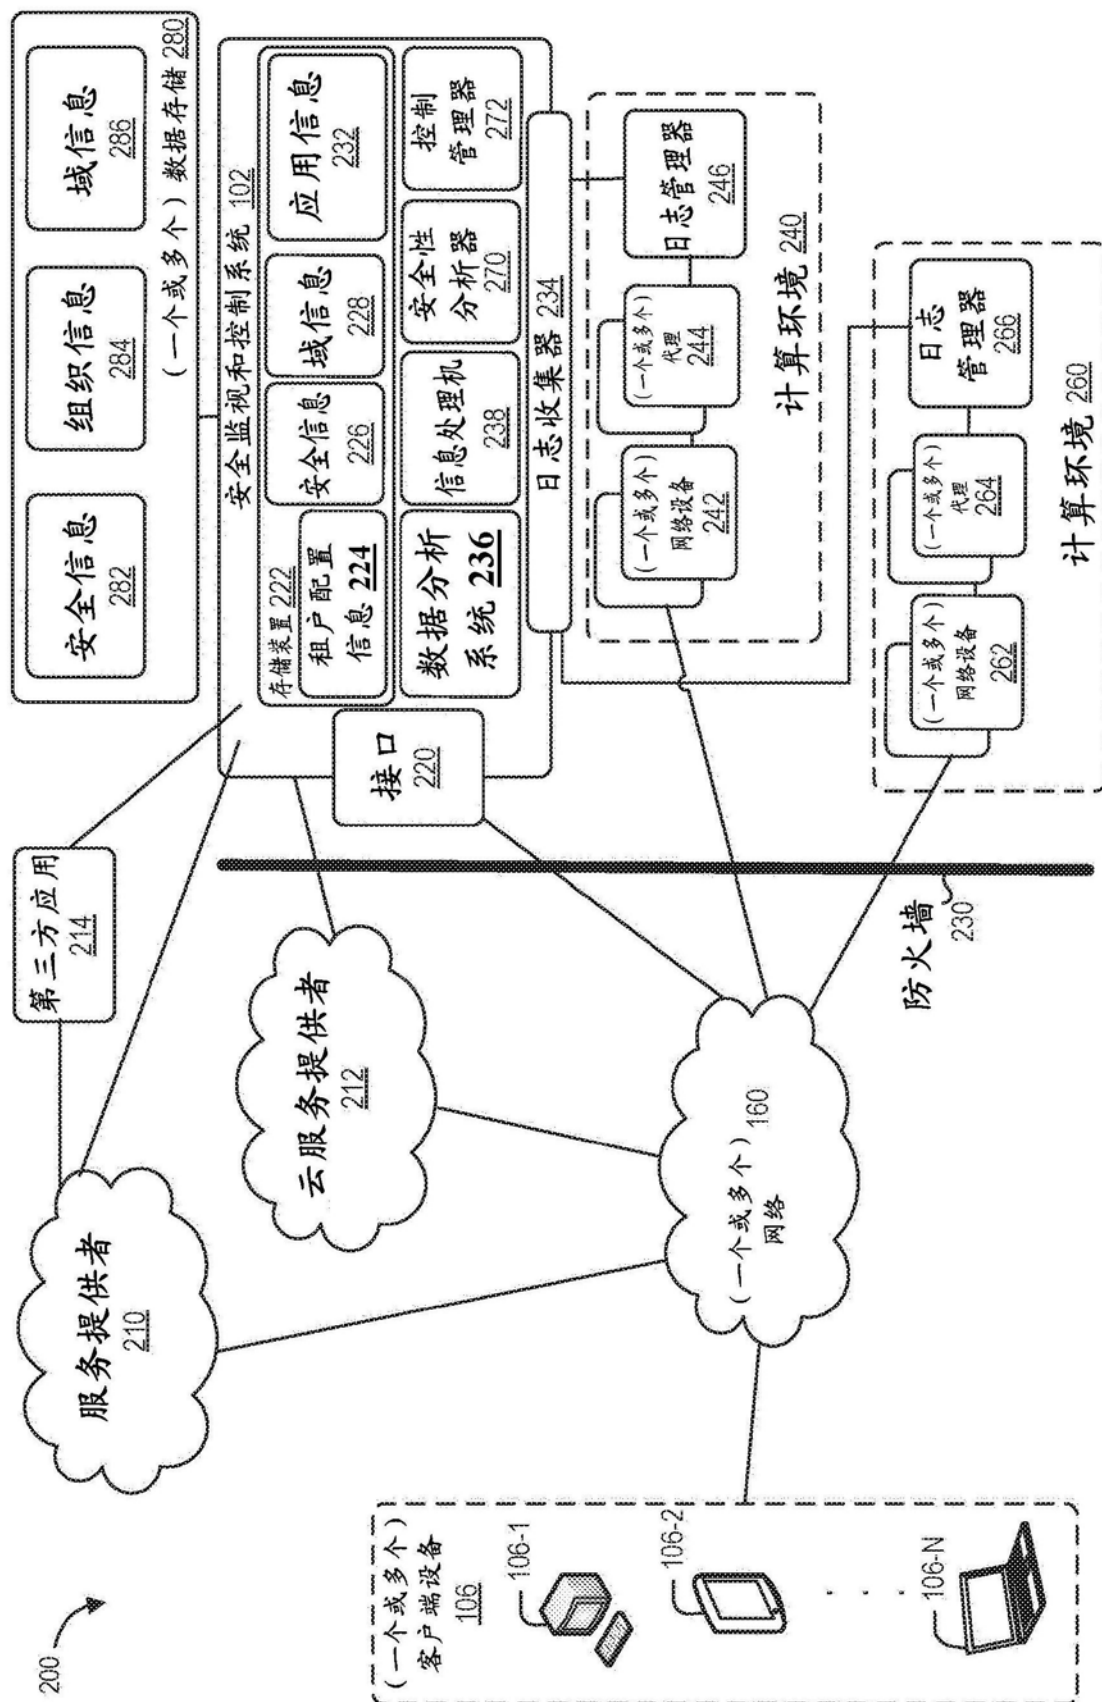 200
(一个或多个)
客户端设备
106
106-1
106-2
106-N
服务提供者
210
第三方应用
214
云服务提供者
212
(一个或多个)
网络
160
防火墙
230
安全信息
282
组织信息
284
域信息
286
(一个或多个)数据存储 280
安全监视和控制系统 102
接口
220
存储装置 222
租户配置
信息 224
安全信息
226
域信息
228
应用信息
232
数据分析
系统 236
信息处理机
238
安全性
分析器
270
控制
管理器
272
日志收集器 234
(一个或多个)
网络设备
242
(一个或多个)
代理
244
日志管理器
246
计算环境 240
(一个或多个)
网络设备
262
(一个或多个)
代理
264
日志
管理器
266
计算环境 260